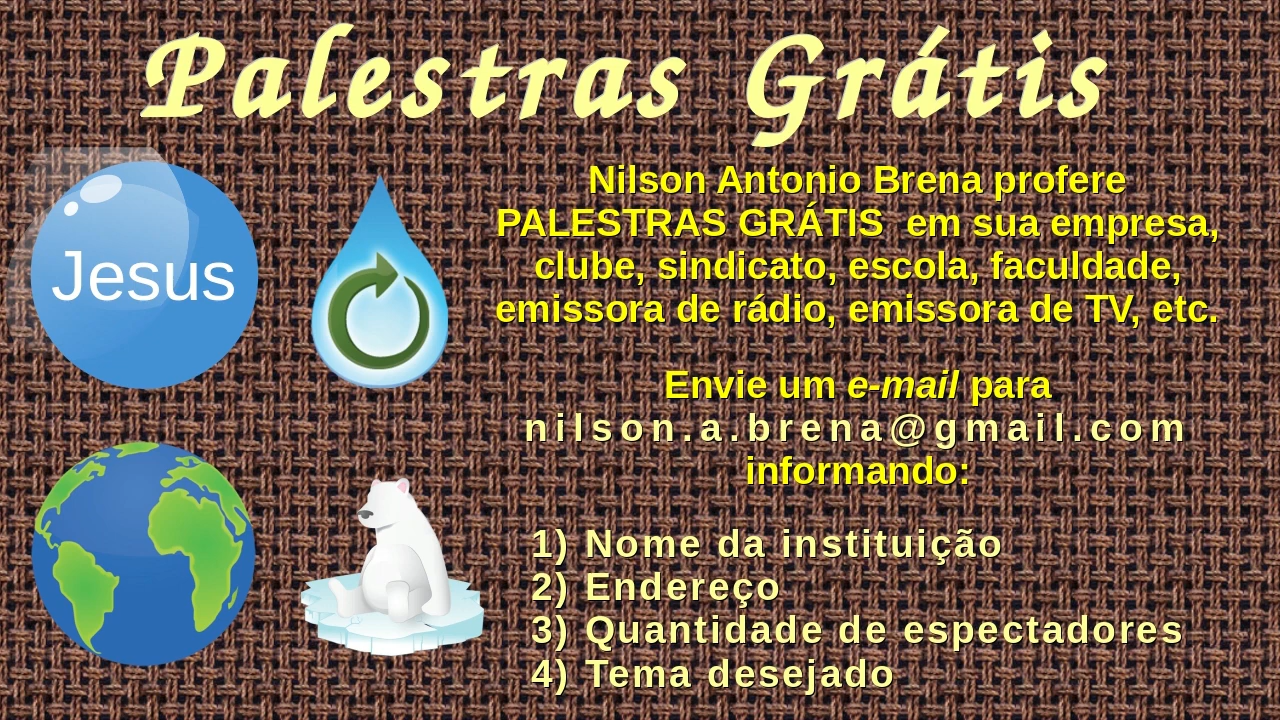 Palestras Grátis
Jesus
Nilson Antonio Brena profere
PALESTRAS GRÁTIS em sua empresa,
clube, sindicato, escola, faculdade,
emissora de rádio, emissora de TV, etc.
Envie um e-mail para
nilson.a.brena@gmail.com
informando:
1) Nome da instituição
2) Endereço
3) Quantidade de espectadores
4) Tema desejado